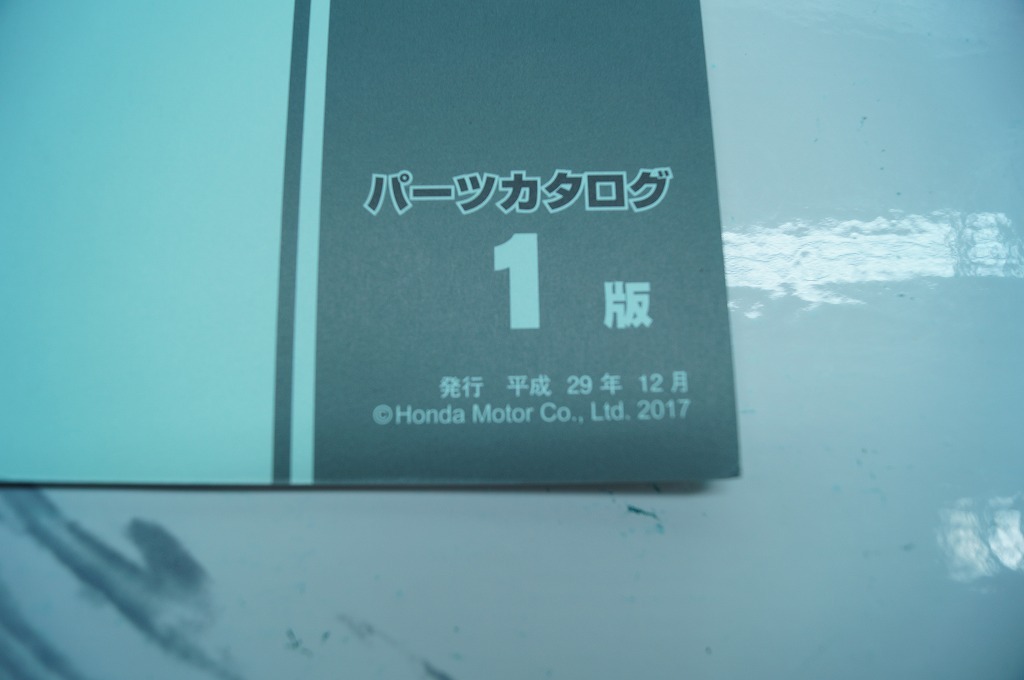 パーツカタログ
1 版
発行 平成 29 年 12 月
©Honda Motor Co., Ltd. 2017